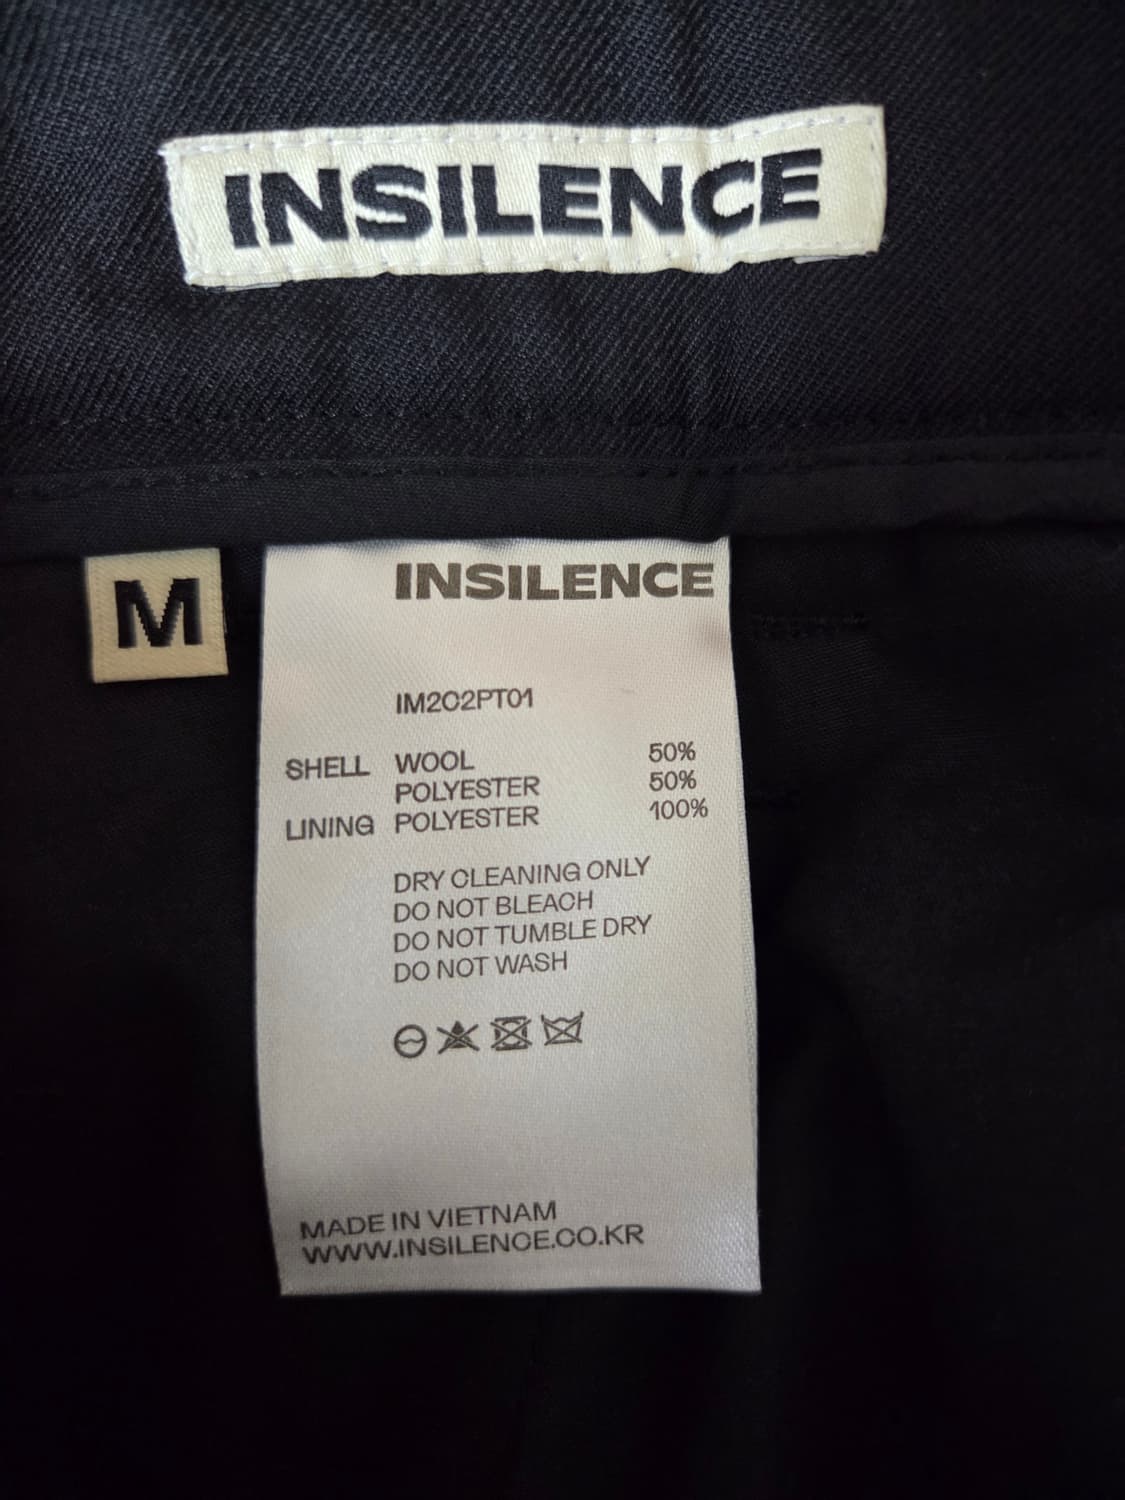 INSILENCE
M
INSILENCE
IM2C2PT01
SHELL WOOL 50%
POLYESTER 50%
LINING POLYESTER 100%
DRY CLEANING ONLY
DO NOT BLEACH
DO NOT TUMBLE DRY
DO NOT WASH
MADE IN VIETNAM
WWW.INSILENCE.CO.KR